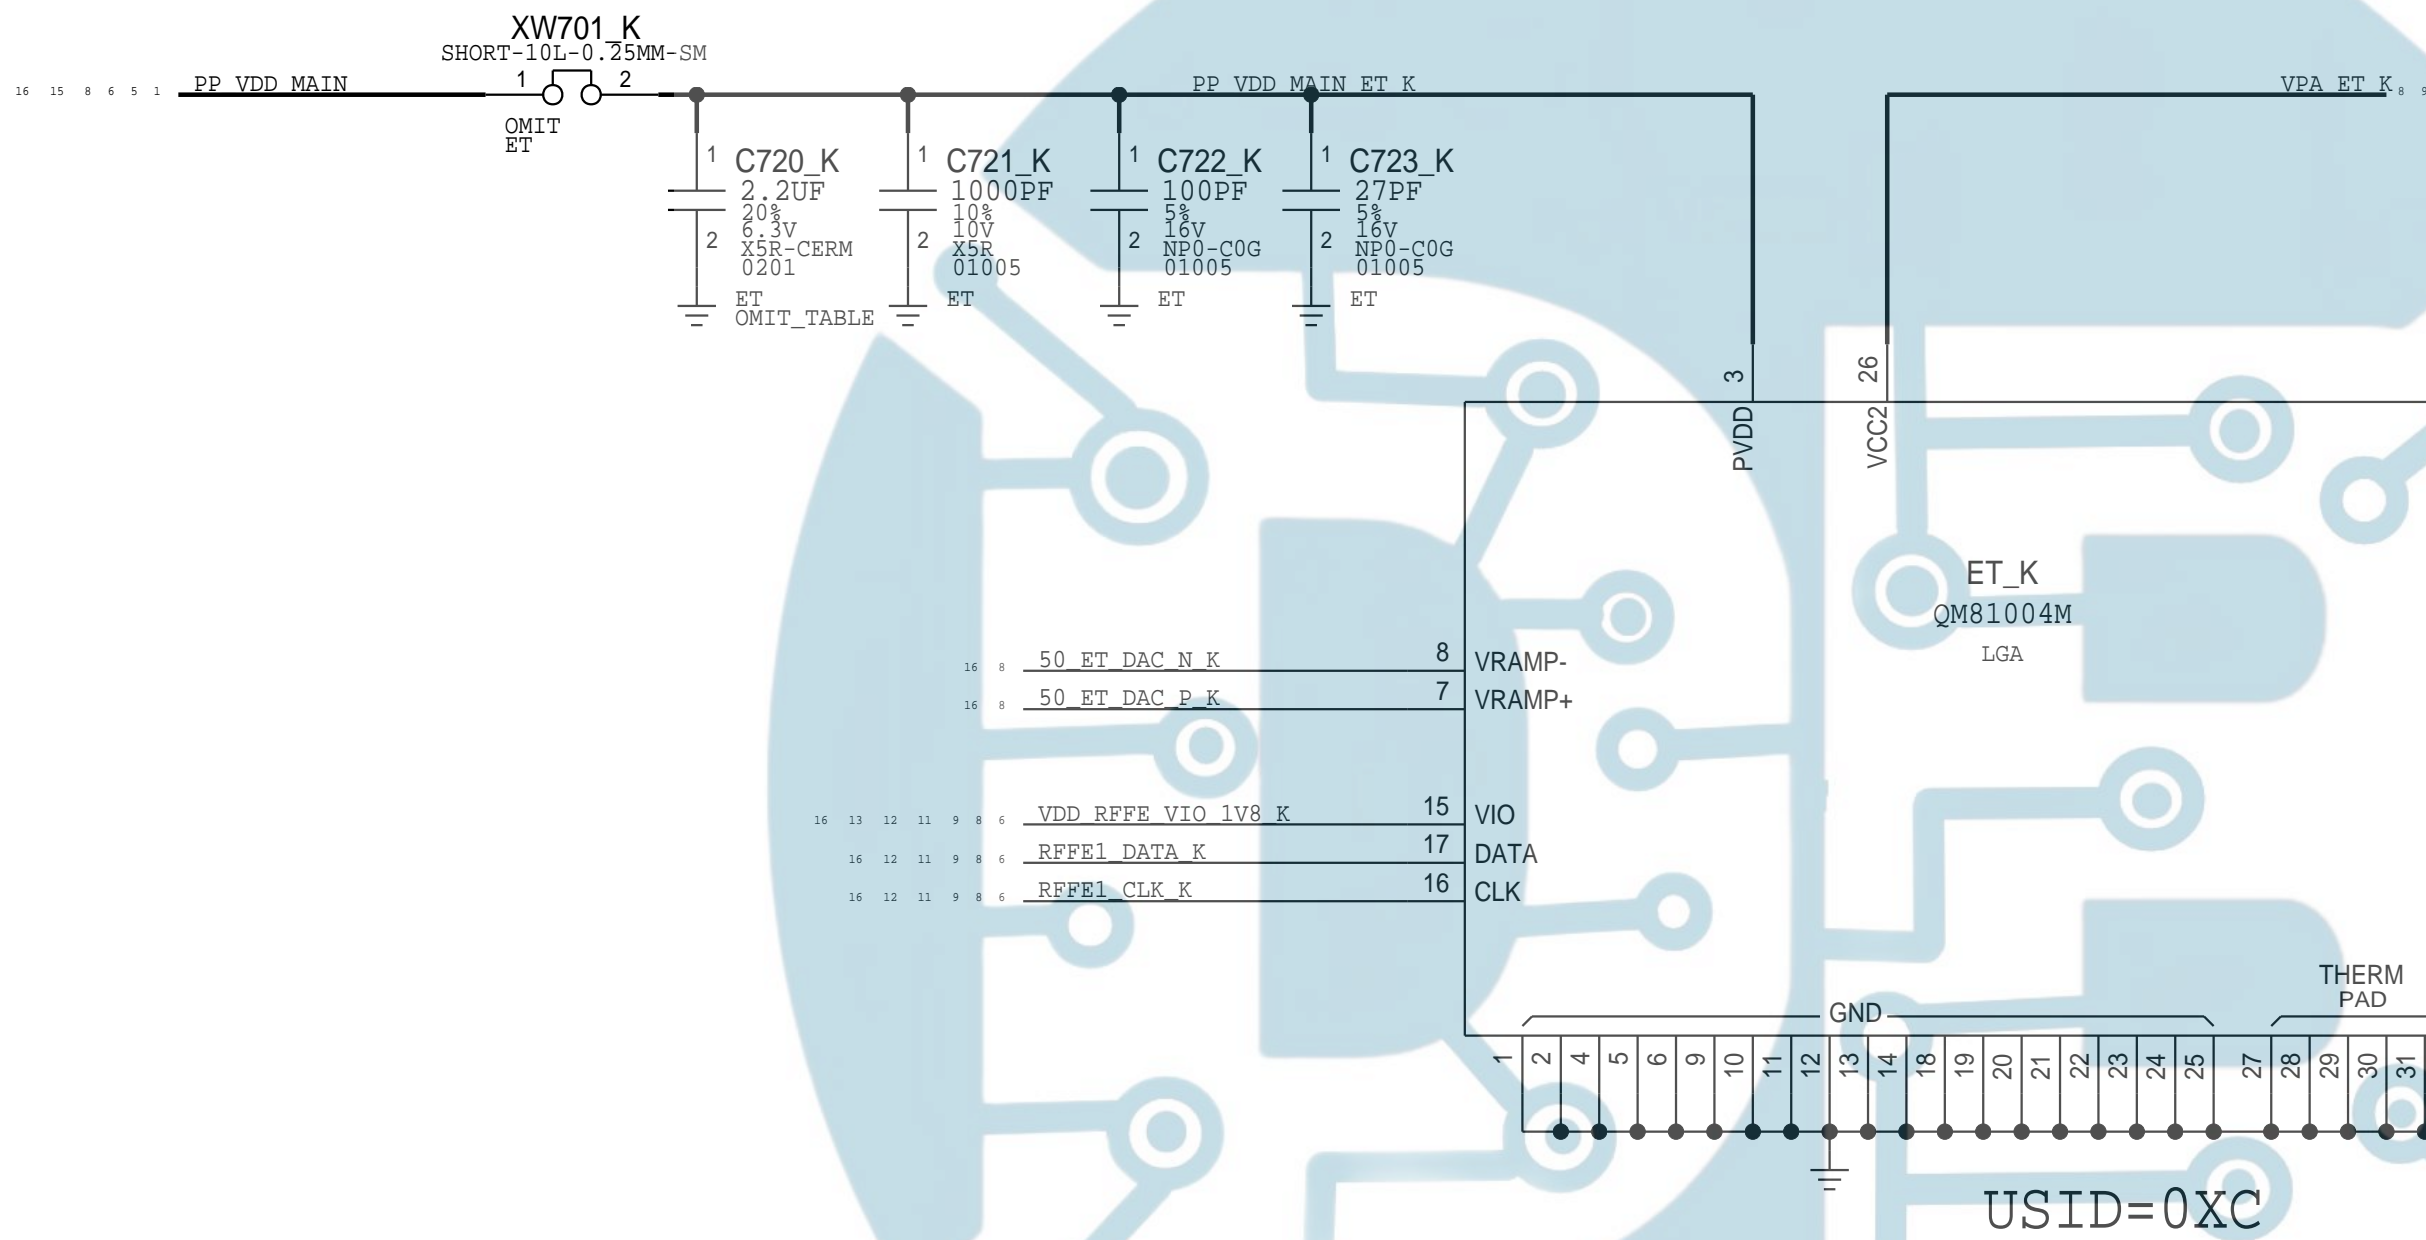 XW701_K
SHORT-10L-0.25MM-SM
16 15 8 6 5 1 PP_VDD_MAIN 1 2 PP_VDD_MAIN_ET_K VPA_ET_K 8 9
OMIT
ET
1 C720_K
2.2UF
20%
6.3V
2 X5R-CERM
0201
ET
OMIT_TABLE
1 C721_K
1000PF
10%
10V
2 X5R
01005
ET
1 C722_K
100PF
5%
16V
2 NP0-C0G
01005
ET
1 C723_K
27PF
5%
16V
2 NP0-C0G
01005
ET
3
PVDD
26
VCC2
ET_K
QM81004M
LGA
16 8 50_ET_DAC_N_K 8 VRAMP-
16 8 50_ET_DAC_P_K 7 VRAMP+
16 13 12 11 9 8 6 VDD_RFFE_VIO_1V8_K 15 VIO
16 12 11 9 8 6 RFFE1_DATA_K 17 DATA
16 12 11 9 8 6 RFFE1_CLK_K 16 CLK
THERM
PAD
GND
1 2 4 5 6 9 10 11 12 13 14 18 19 20 21 22 23 24 25 27 28 29 30 31
USID=0XC